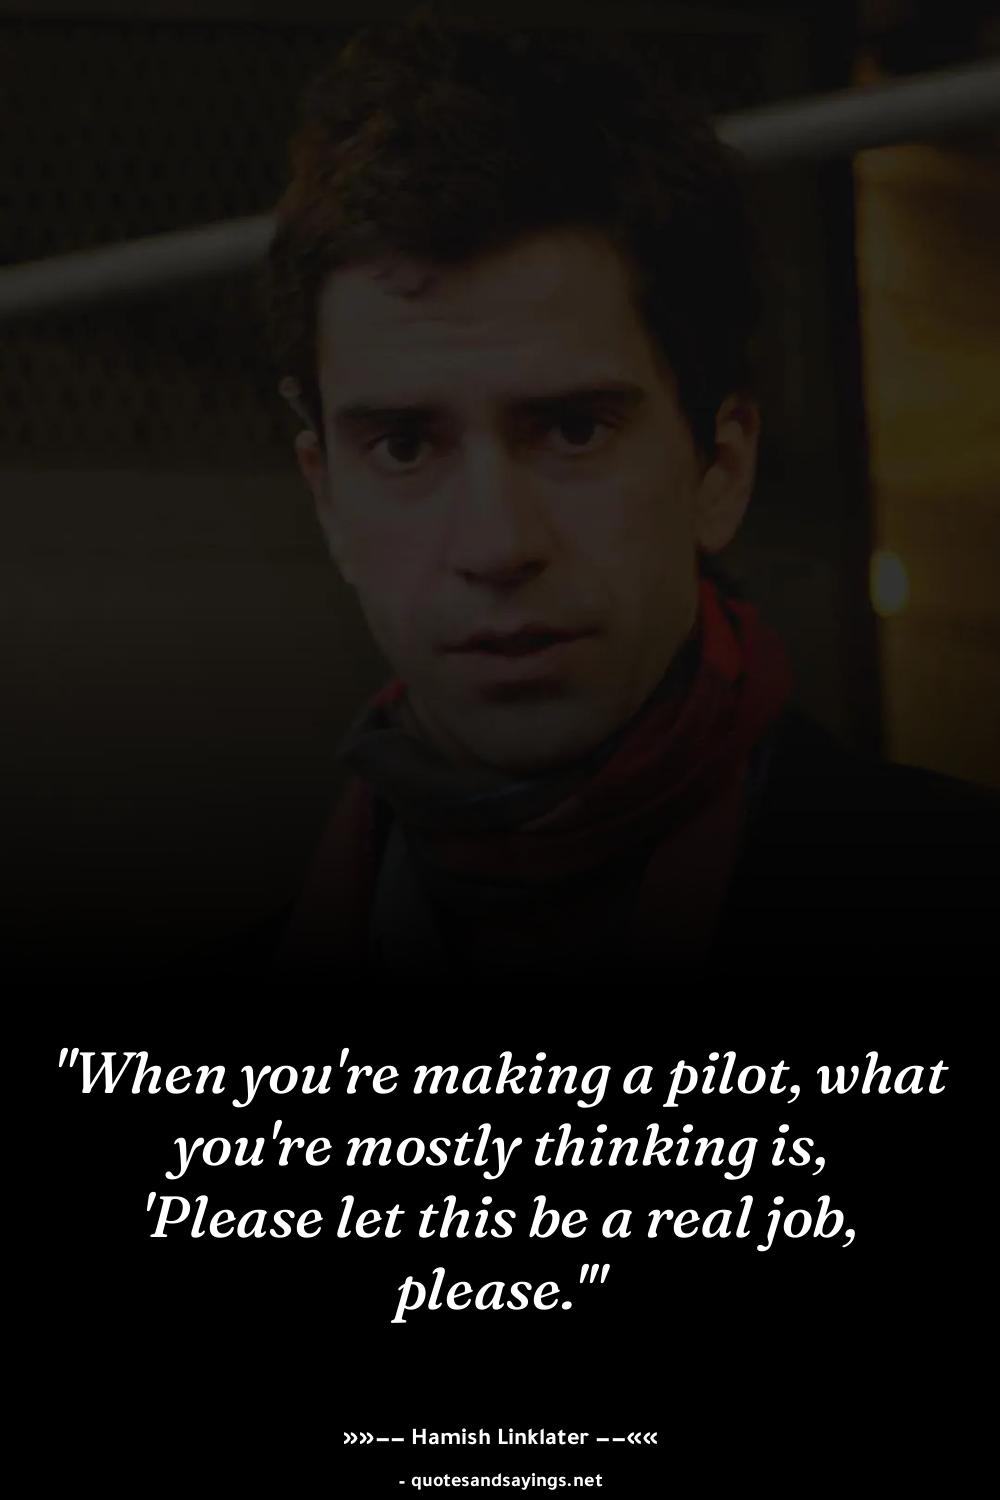 "When you're making a pilot, what
you're mostly thinking is,
'Please let this be a real job,
please.'"
»»–– Hamish Linklater ––««
- quotesandsayings.net